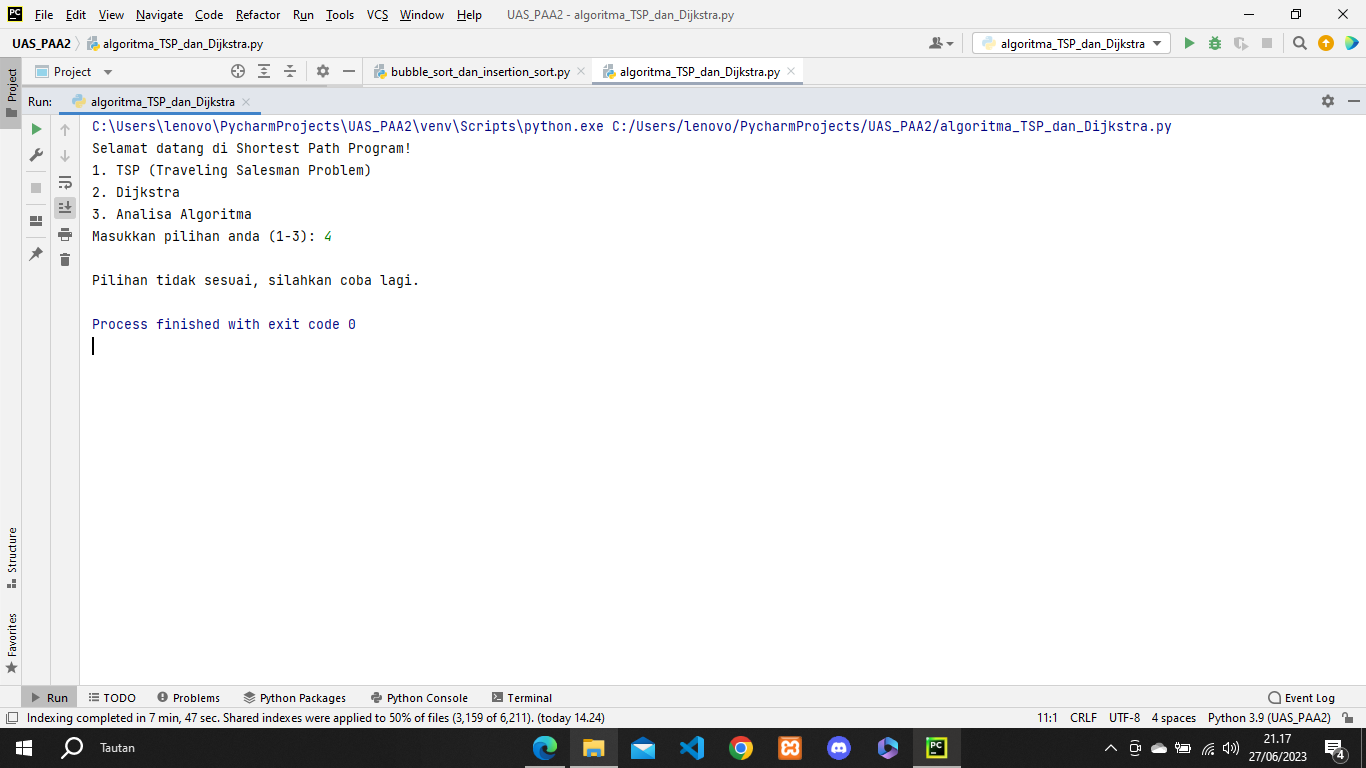 File Edit View Navigate Code Refactor Run Tools VCS Window Help UAS_PAA2 - algoritma_TSP_dan_Dijkstra.py
UAS_PAA2 algoritma_TSP_dan_Dijkstra.py algoritma_TSP_dan_Dijkstra
Project Project bubble_sort_dan_insertion_sort.py algoritma_TSP_dan_Dijkstra.py
Run: algoritma_TSP_dan_Dijkstra
C:\Users\lenovo\PycharmProjects\UAS_PAA2\venv\Scripts\python.exe C:/Users/lenovo/PycharmProjects/UAS_PAA2/algoritma_TSP_dan_Dijkstra.py
Selamat datang di Shortest Path Program!
1. TSP (Traveling Salesman Problem)
2. Dijkstra
3. Analisa Algoritma
Masukkan pilihan anda (1-3): 4
Pilihan tidak sesuai, silahkan coba lagi.
Process finished with exit code 0
Structure
Favorites
Run TODO Problems Python Packages Python Console Terminal Event Log
Indexing completed in 7 min, 47 sec. Shared indexes were applied to 50% of files (3,159 of 6,211). (today 14.24) 11:1 CRLF UTF-8 4 spaces Python 3.9 (UAS_PAA2)
Tautan PC 21.17
27/06/2023 4